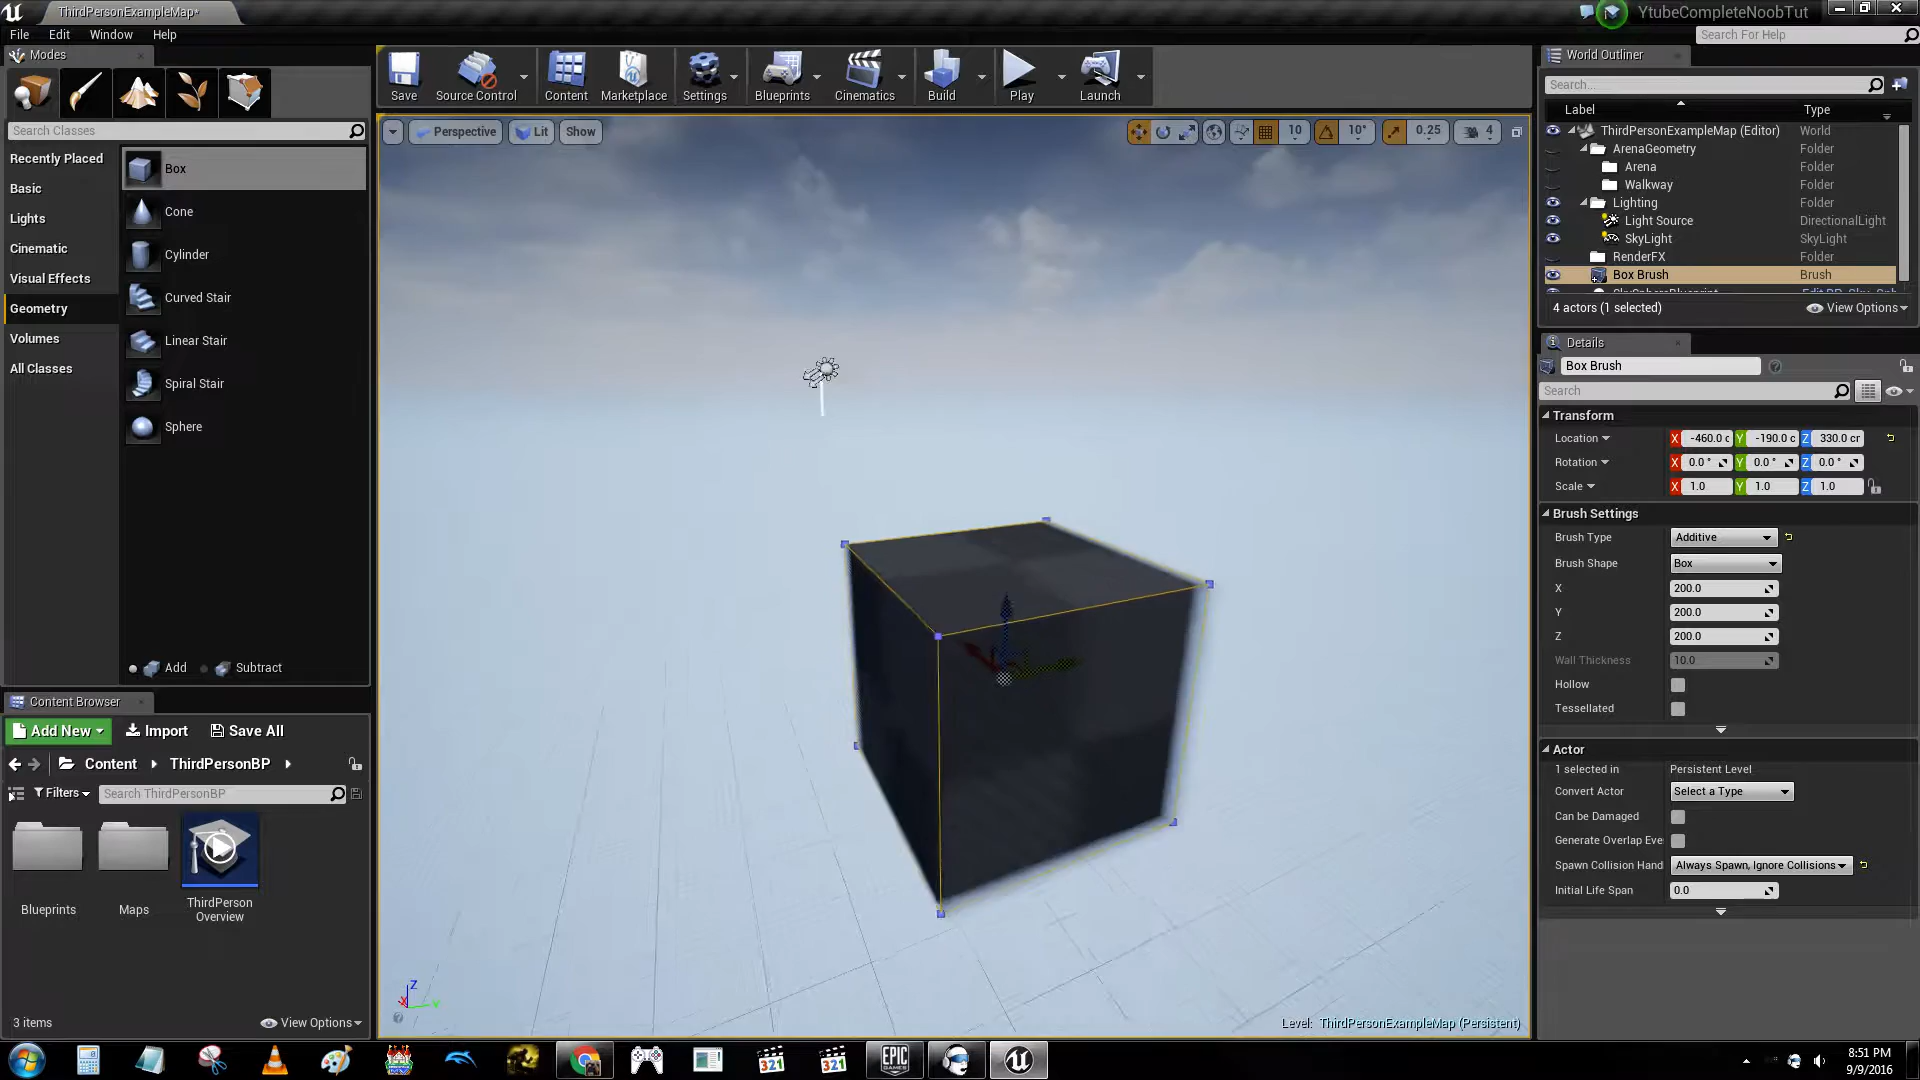 ThirdPersonExampleMap*
YtubeCompleteNoobTut
File Edit Window Help
Search For Help
Modes
Search Classes
Recently Placed
Basic
Lights
Cinematic
Visual Effects
Geometry
Volumes
All Classes
Box
Cone
Cylinder
Curved Stair
Linear Stair
Spiral Stair
Sphere
Add Subtract
Save Source Control Content Marketplace Settings Blueprints Cinematics Build Play Launch
Perspective Lit Show
10 10° 0.25 4
Level: ThirdPersonExampleMap (Persistent)
Z
X Y
World Outliner
Search...
Label Type
ThirdPersonExampleMap (Editor) World
ArenaGeometry Folder
Arena Folder
Walkway Folder
Lighting Folder
Light Source DirectionalLight
SkyLight SkyLight
RenderFX Folder
Box Brush Brush
4 actors (1 selected) View Options
Details
Box Brush
Search
Transform
Location X -460.0 c Y -190.0 c Z 330.0 cr
Rotation X 0.0 ° Y 0.0 ° Z 0.0 °
Scale X 1.0 Y 1.0 Z 1.0
Brush Settings
Brush Type Additive
Brush Shape Box
X 200.0
Y 200.0
Z 200.0
Wall Thickness 10.0
Hollow
Tessellated
Actor
1 selected in Persistent Level
Convert Actor Select a Type
Can be Damaged
Generate Overlap Eve
Spawn Collision Hand Always Spawn, Ignore Collisions
Initial Life Span 0.0
Content Browser
Add New Import Save All
Content ThirdPersonBP
Filters Search ThirdPersonBP
Blueprints
Maps
ThirdPerson
Overview
3 items View Options
321
321
EPIC
GAMES
8:51 PM
9/9/2016